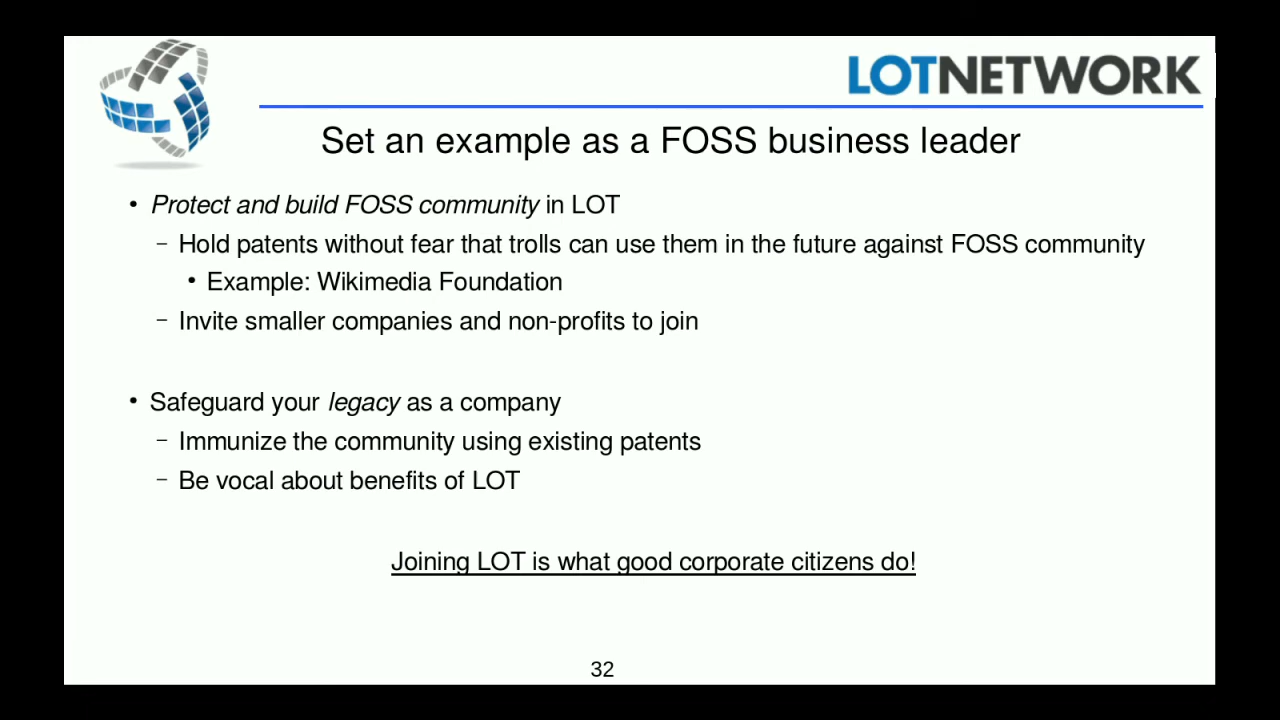 LOTNETWORK
Set an example as a FOSS business leader
• Protect and build FOSS community in LOT
– Hold patents without fear that trolls can use them in the future against FOSS community
• Example: Wikimedia Foundation
– Invite smaller companies and non-profits to join
• Safeguard your legacy as a company
– Immunize the community using existing patents
– Be vocal about benefits of LOT
Joining LOT is what good corporate citizens do!
32